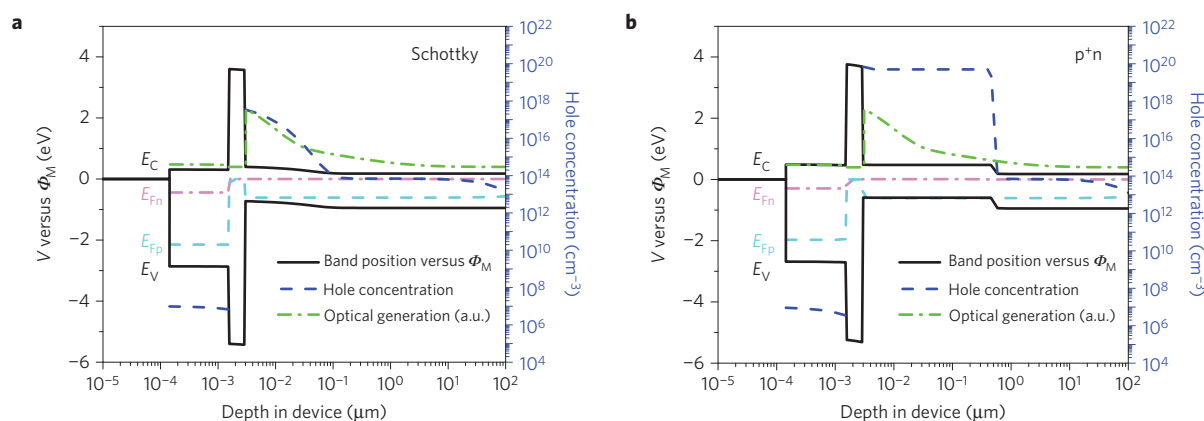 a
Schottky
4
2
0
−2
−4
−6
V versus Φ_M (eV)
E_C
E_Fn
E_Fp
E_V
Band position versus Φ_M
Hole concentration
Optical generation (a.u.)
10^22
10^20
10^18
10^16
10^14
10^12
10^10
10^8
10^6
10^4
Hole concentration (cm^−3)
10^−5 10^−4 10^−3 10^−2 10^−1 10^0 10^1 10^2
Depth in device (μm)
b
p^+n
4
2
0
−2
−4
−6
V versus Φ_M (eV)
E_C
E_Fn
E_Fp
E_V
Band position versus Φ_M
Hole concentration
Optical generation (a.u.)
10^22
10^20
10^18
10^16
10^14
10^12
10^10
10^8
10^6
10^4
Hole concentration (cm^−3)
10^−5 10^−4 10^−3 10^−2 10^−1 10^0 10^1 10^2
Depth in device (μm)